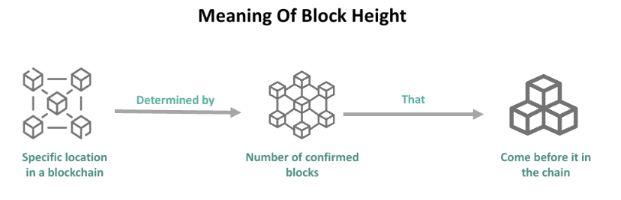 Meaning Of Block Height
Determined by
That
Specific location
in a blockchain
Number of confirmed
blocks
Come before it in
the chain